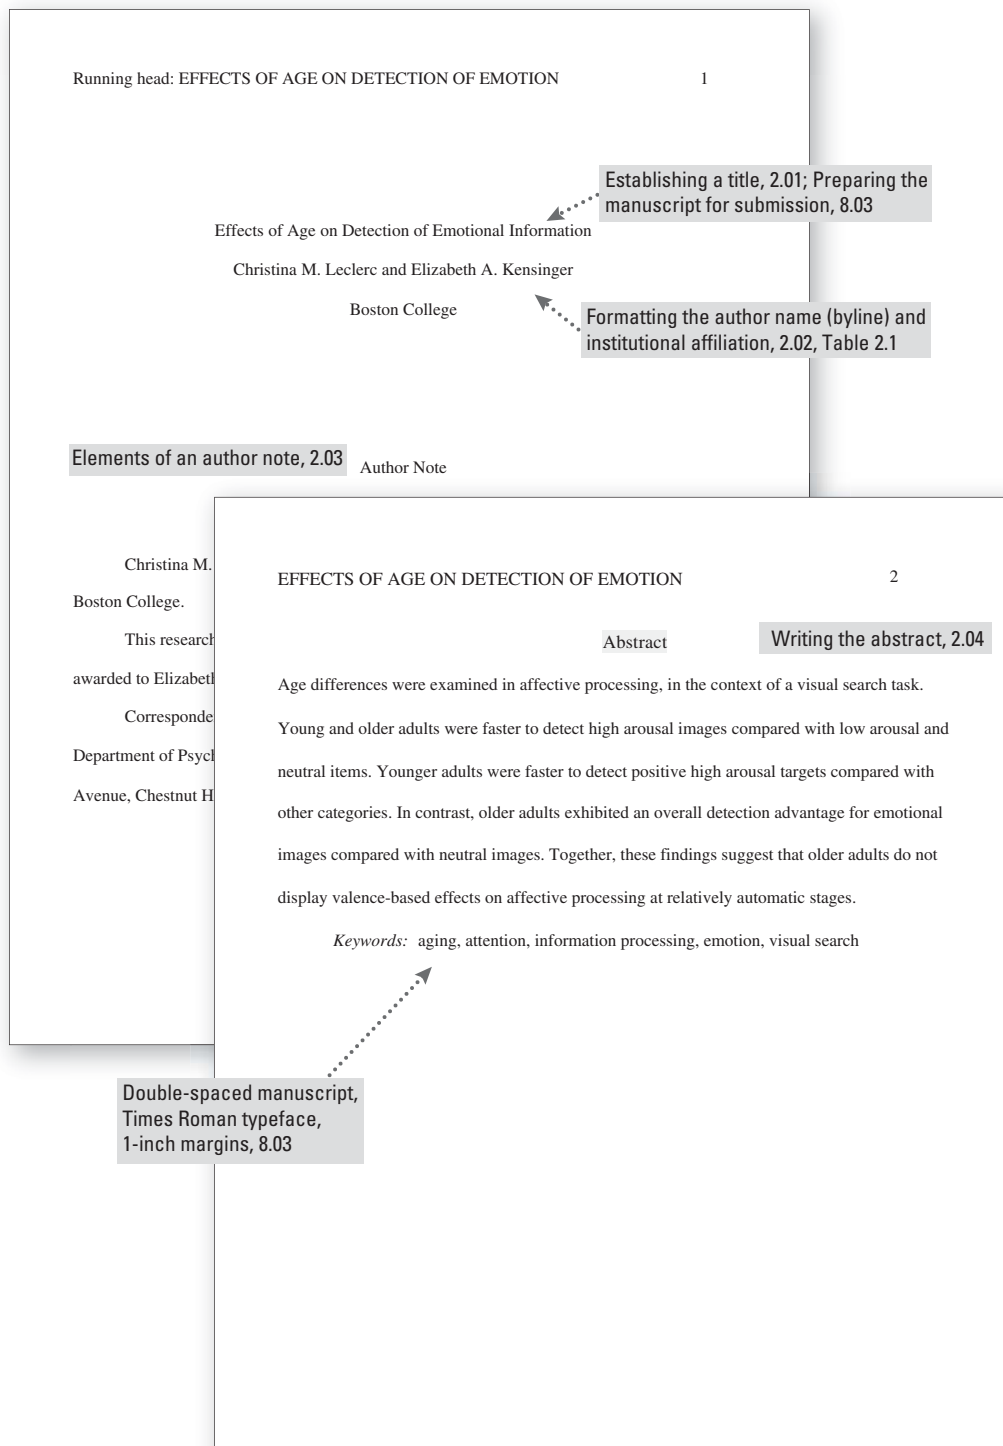 Running head: EFFECTS OF AGE ON DETECTION OF EMOTION 1
Establishing a title, 2.01; Preparing the
manuscript for submission, 8.03
Effects of Age on Detection of Emotional Information
Christina M. Leclerc and Elizabeth A. Kensinger
Boston College
Formatting the author name (byline) and
institutional affiliation, 2.02, Table 2.1
Elements of an author note, 2.03
Author Note
Christina M.
Boston College.
This research
awarded to Elizabeth
Corresponde
Department of Psych
Avenue, Chestnut H
EFFECTS OF AGE ON DETECTION OF EMOTION 2
Abstract
Writing the abstract, 2.04
Age differences were examined in affective processing, in the context of a visual search task.
Young and older adults were faster to detect high arousal images compared with low arousal and
neutral items. Younger adults were faster to detect positive high arousal targets compared with
other categories. In contrast, older adults exhibited an overall detection advantage for emotional
images compared with neutral images. Together, these findings suggest that older adults do not
display valence-based effects on affective processing at relatively automatic stages.
Keywords: aging, attention, information processing, emotion, visual search
Double-spaced manuscript,
Times Roman typeface,
1-inch margins, 8.03